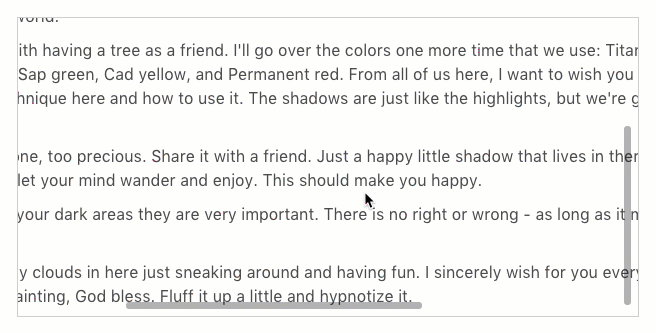 world.
ith having a tree as a friend. I'll go over the colors one more time that we use: Titan
Sap green, Cad yellow, and Permanent red. From all of us here, I want to wish you
hnique here and how to use it. The shadows are just like the highlights, but we're g
one, too precious. Share it with a friend. Just a happy little shadow that lives in ther
let your mind wander and enjoy. This should make you happy.
your dark areas they are very important. There is no right or wrong - as long as it m
y clouds in here just sneaking around and having fun. I sincerely wish for you every
ainting, God bless. Fluff it up a little and hypnotize it.